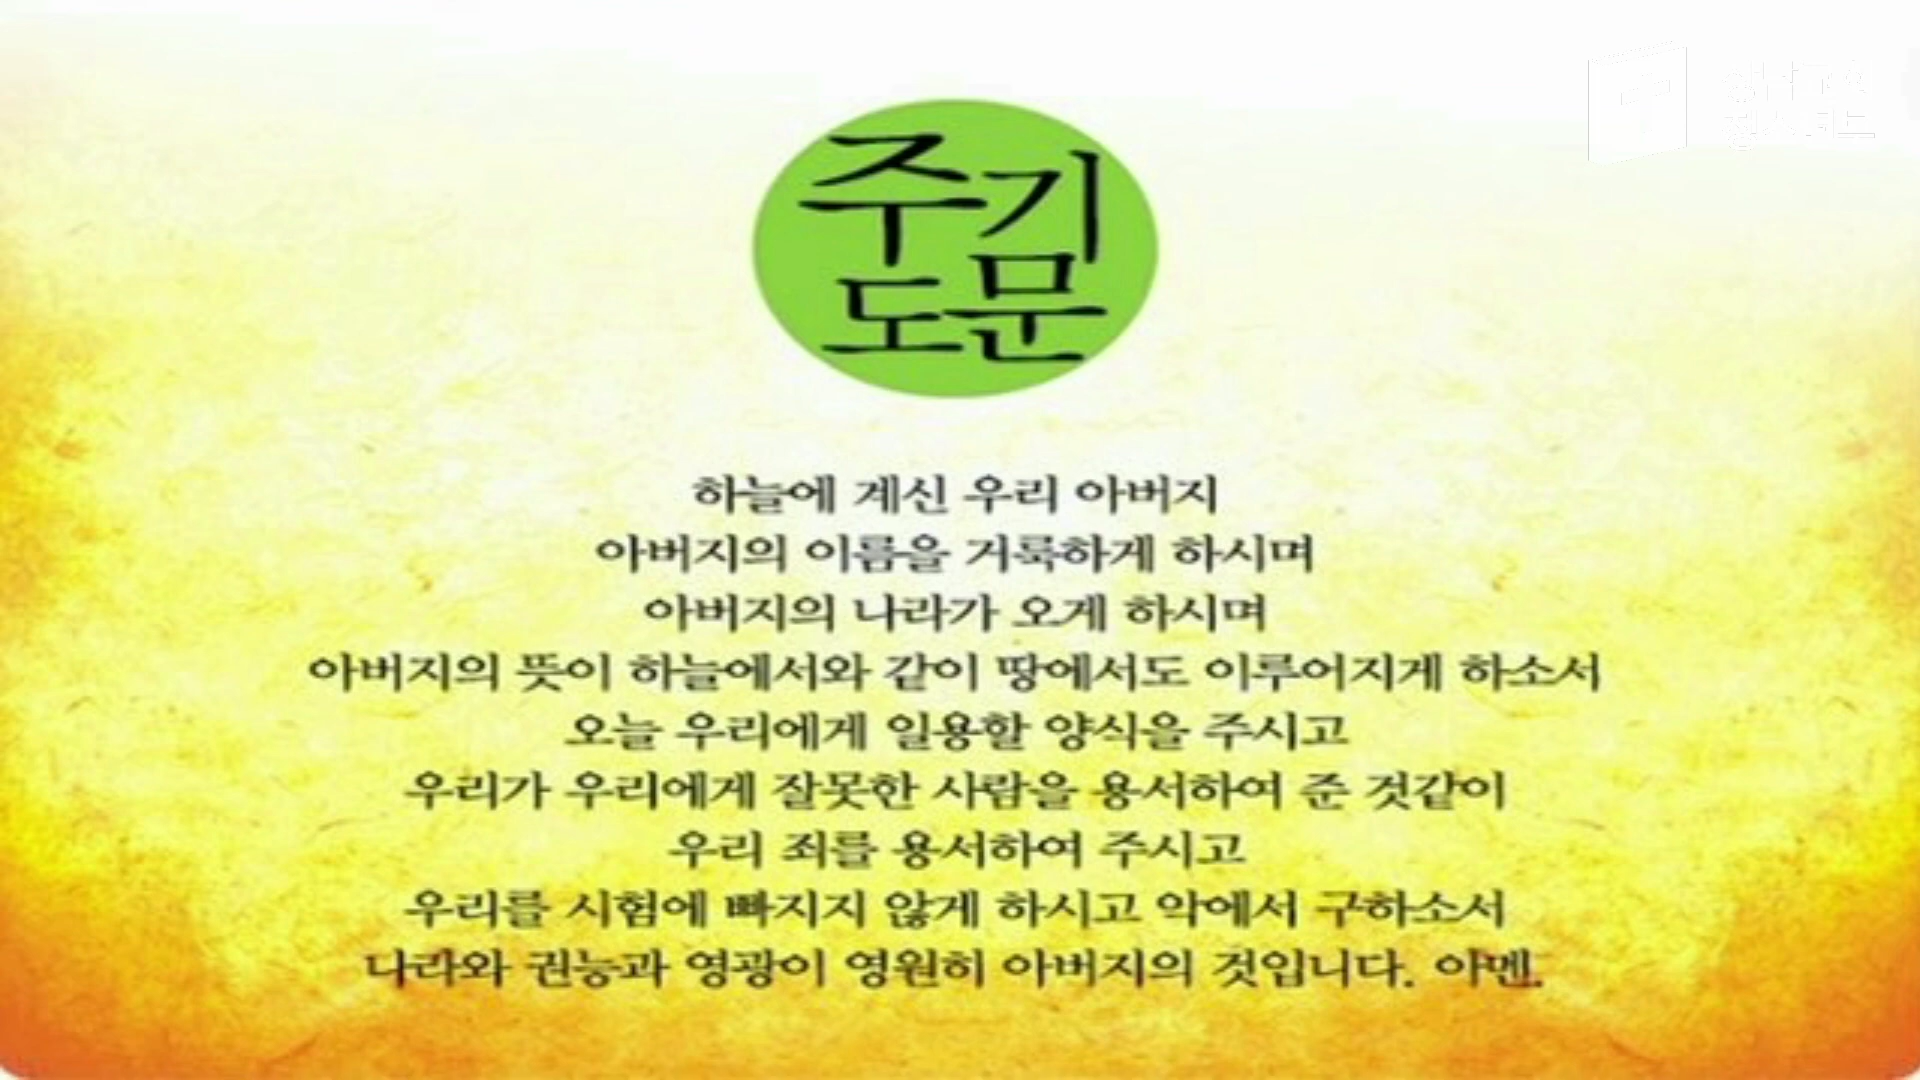 주기
도문
하늘에 계신 우리 아버지
아버지의 이름을 거룩하게 하시며
아버지의 나라가 오게 하시며
아버지의 뜻이 하늘에서와 같이 땅에서도 이루어지게 하소서
오늘 우리에게 일용할 양식을 주시고
우리가 우리에게 잘못한 사람을 용서하여 준 것같이
우리 죄를 용서하여 주시고
우리를 시험에 빠지지 않게 하시고 악에서 구하소서
나라와 권능과 영광이 영원히 아버지의 것입니다. 아멘.